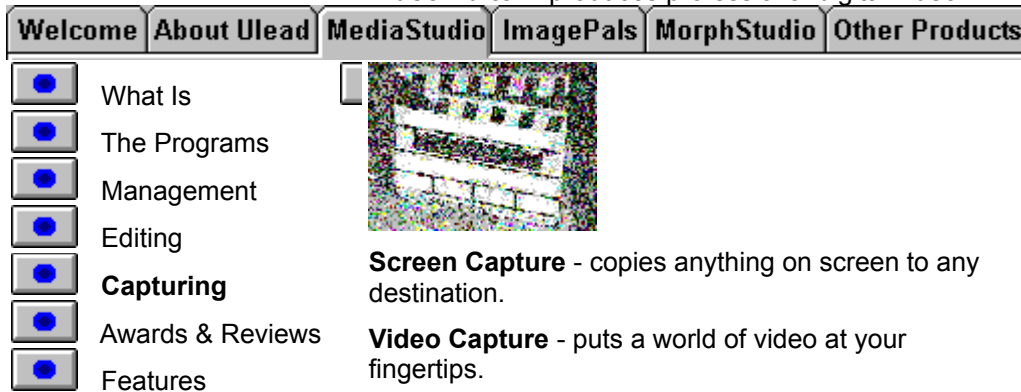 Welcome About Ulead MediaStudio ImagePals MorphStudio Other Products
What Is
The Programs
Management
Editing
Capturing
Awards & Reviews
Features
Screen Capture - copies anything on screen to any
destination.
Video Capture - puts a world of video at your
fingertips.